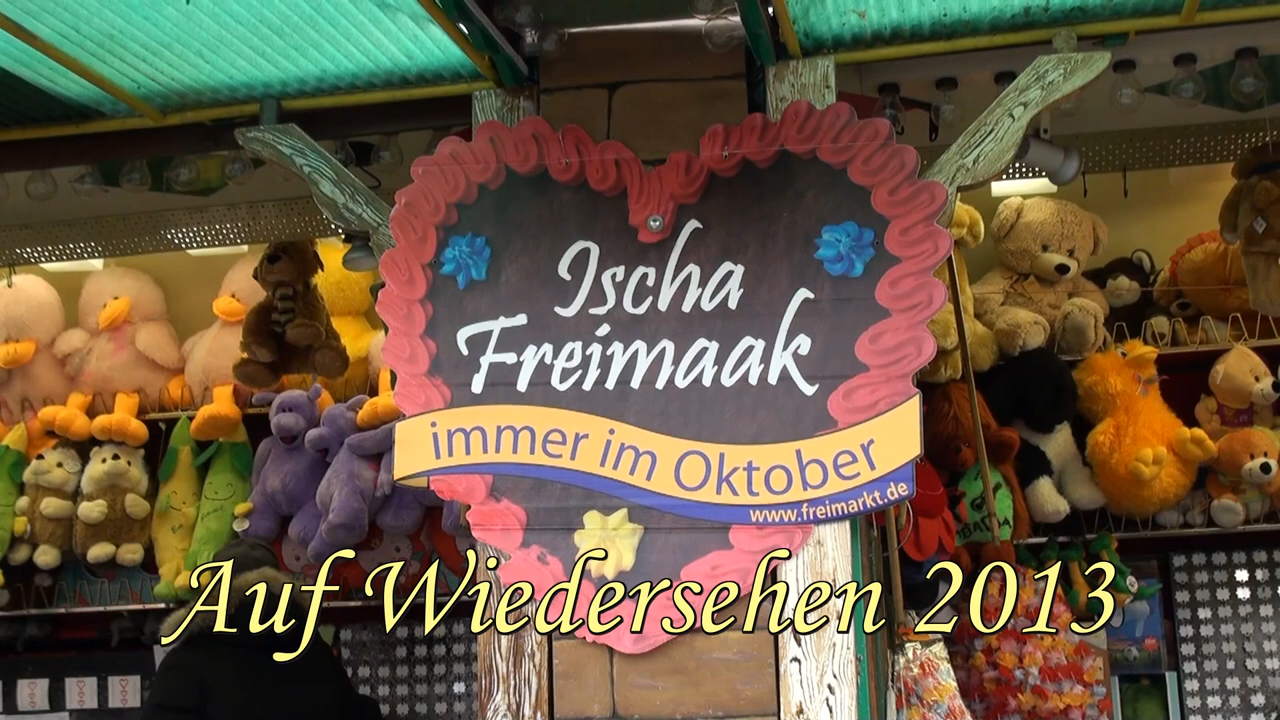 Ischa
Freimaak
immer im Oktober
www.freimarkt.de
Auf Wiedersehen 2013